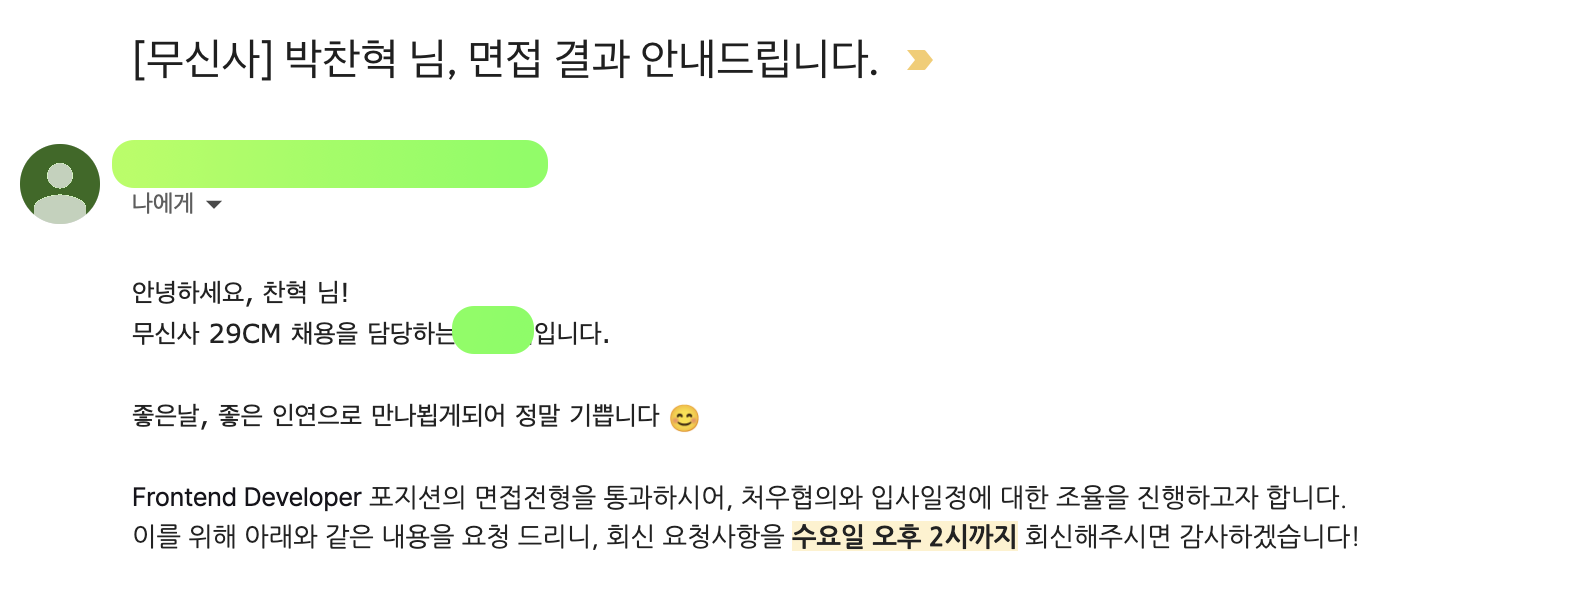 [무신사] 박찬혁 님, 면접 결과 안내드립니다.
나에게
안녕하세요, 찬혁 님!
무신사 29CM 채용을 담당하는 입니다.
좋은날, 좋은 인연으로 만나뵙게되어 정말 기쁩니다 😊
Frontend Developer 포지션의 면접전형을 통과하시어, 처우협의와 입사일정에 대한 조율을 진행하고자 합니다.
이를 위해 아래와 같은 내용을 요청 드리니, 회신 요청사항을 수요일 오후 2시까지 회신해주시면 감사하겠습니다!